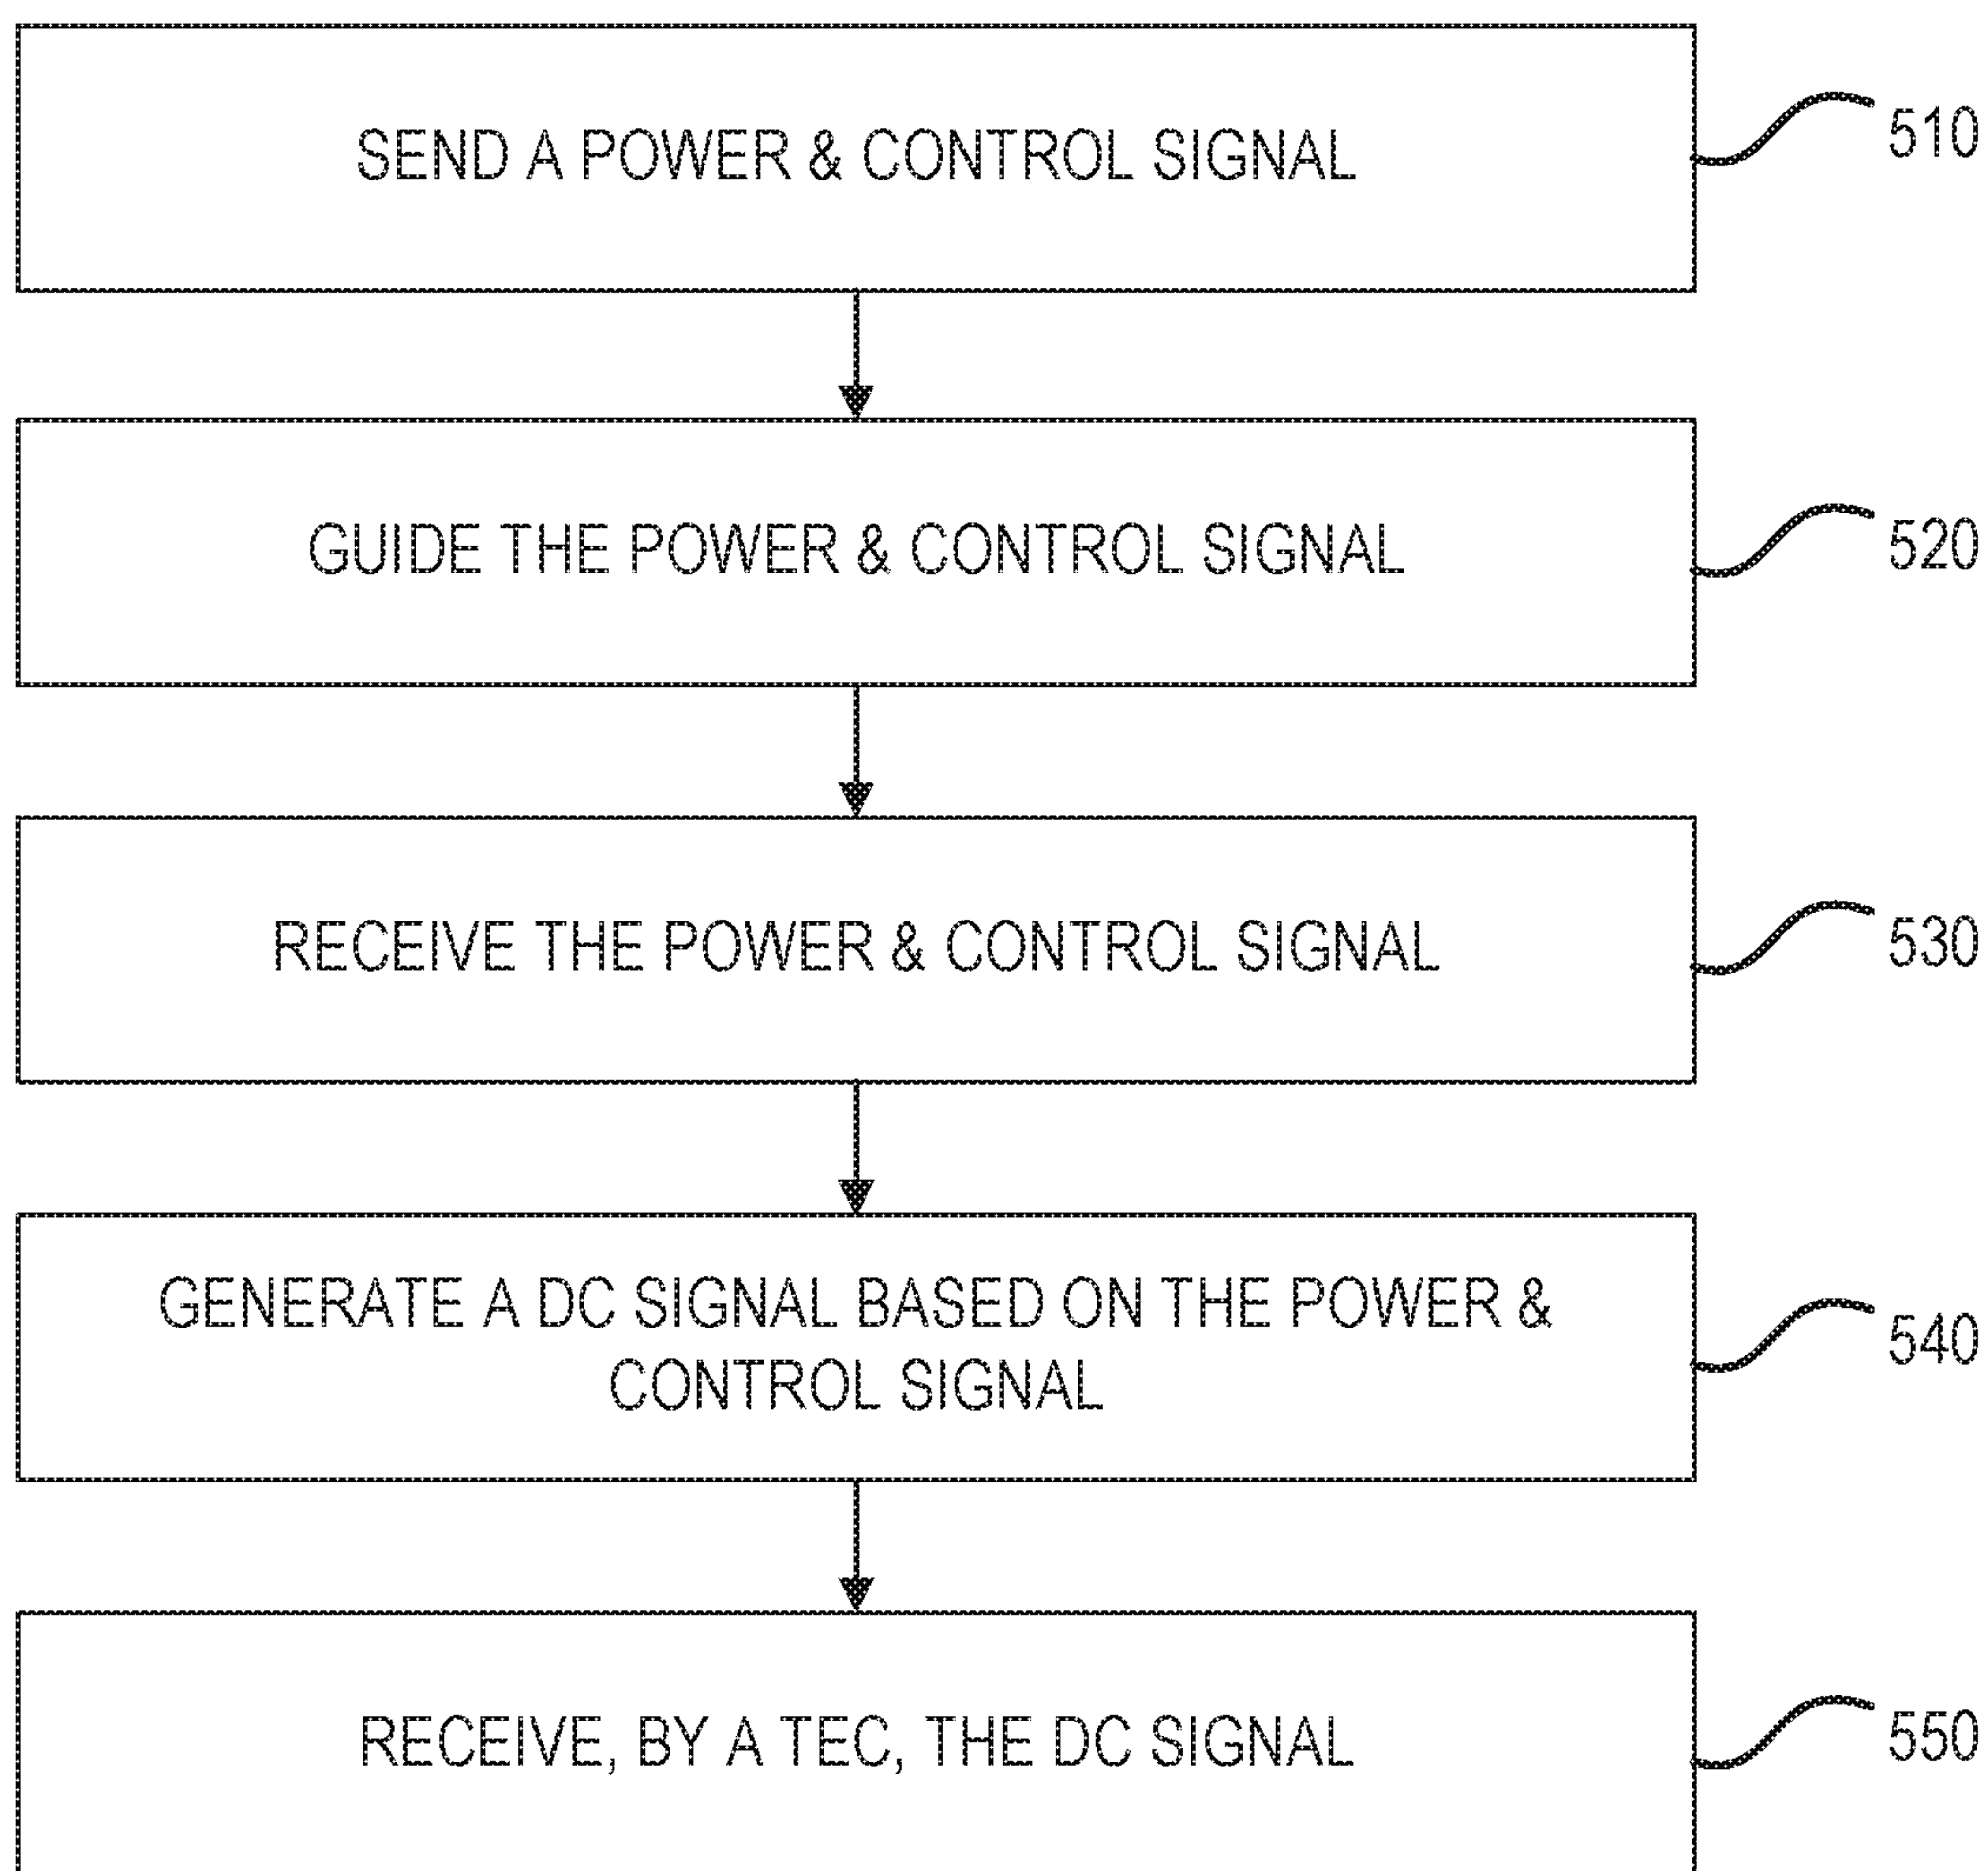 SEND A POWER & CONTROL SIGNAL
510
GUIDE THE POWER & CONTROL SIGNAL
520
RECEIVE THE POWER & CONTROL SIGNAL
530
GENERATE A DC SIGNAL BASED ON THE POWER &
CONTROL SIGNAL
540
RECEIVE, BY A TEC, THE DC SIGNAL
550